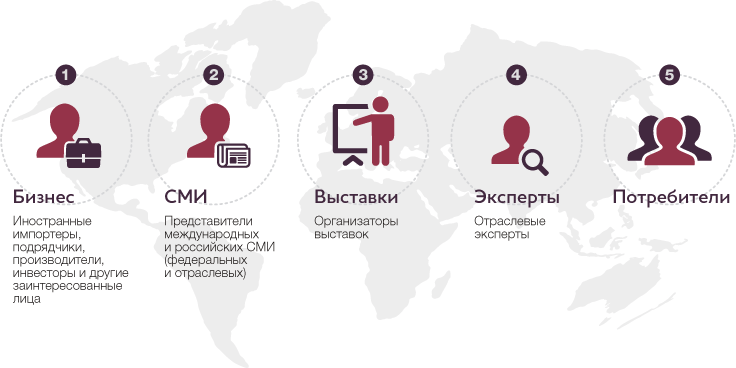 1
Бизнес
Иностранные
импортеры,
подрядчики,
производители,
инвесторы и другие
заинтересованные
лица
2
СМИ
Представители
международных
и российских СМИ
(федеральных
и отраслевых)
3
Выставки
Организаторы
выставок
4
Эксперты
Отраслевые
эксперты
5
Потребители